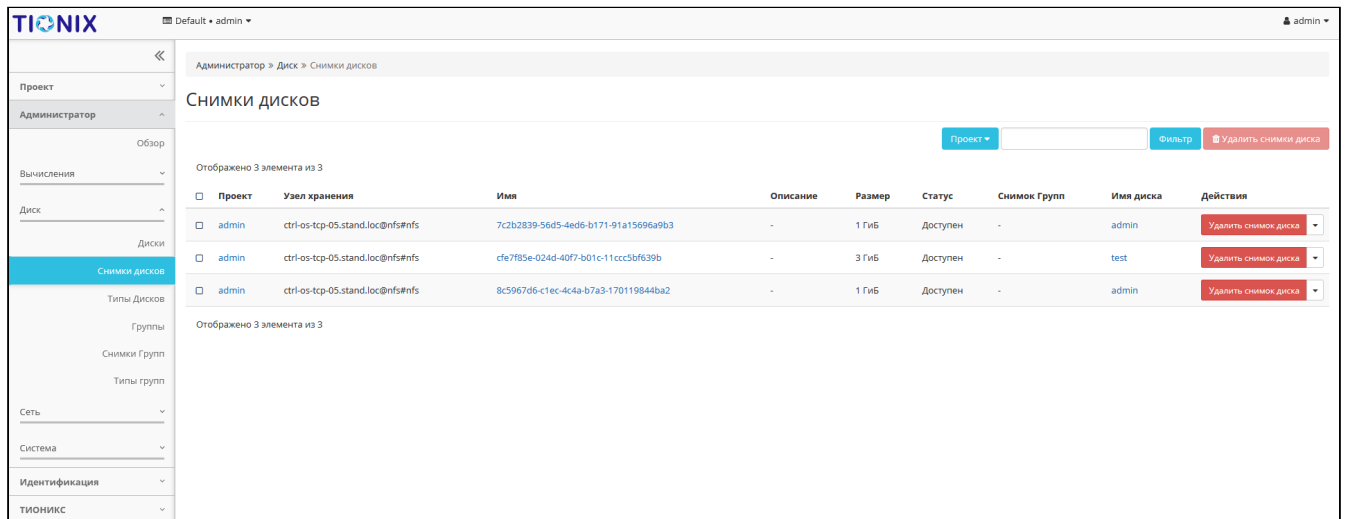 TIONIX
Default • admin
admin
Проект
Администратор
Обзор
Вычисления
Диск
Диски
Снимки дисков
Типы Дисков
Группы
Снимки Групп
Типы групп
Сеть
Система
Идентификация
ТИОНИКС
Администратор » Диск » Снимки дисков
Снимки дисков
Проект Фильтр Удалить снимки диска
Отображено 3 элемента из 3
Проект Узел хранения Имя Описание Размер Статус Снимок Групп Имя диска Действия
admin ctrl-os-tcp-05.stand.loc@nfs#nfs 7c2b2839-56d5-4ed6-b171-91a15696a9b3 - 1 ГиБ Доступен - admin Удалить снимок диска
admin ctrl-os-tcp-05.stand.loc@nfs#nfs cfe7f85e-024d-40f7-b01c-11ccc5bf639b - 3 ГиБ Доступен - test Удалить снимок диска
admin ctrl-os-tcp-05.stand.loc@nfs#nfs 8c5967d6-c1ec-4c4a-b7a3-170119844ba2 - 1 ГиБ Доступен - admin Удалить снимок диска
Отображено 3 элемента из 3